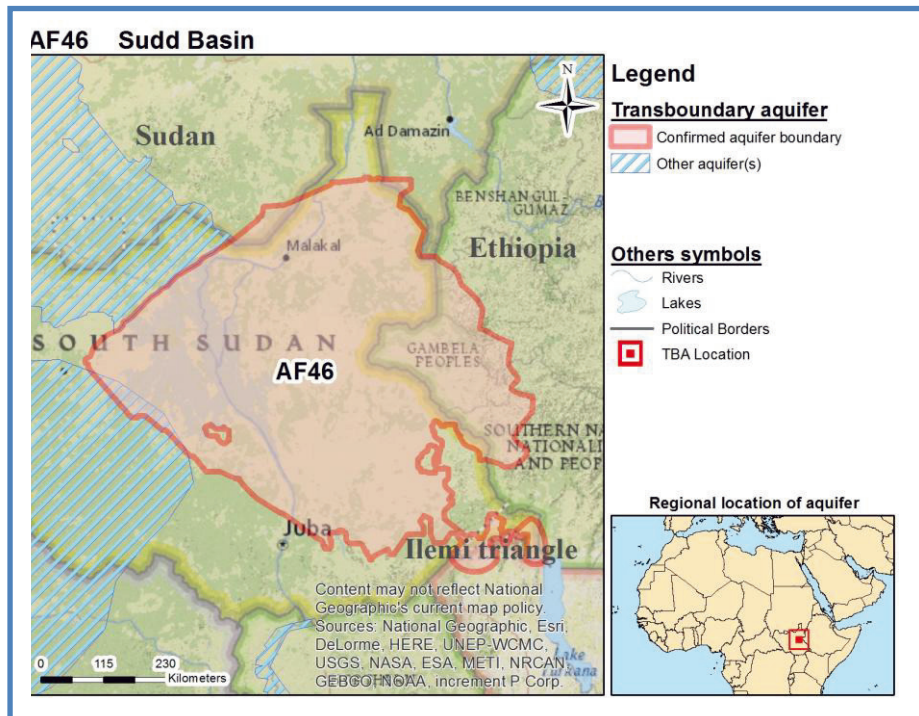 AF46 Sudd Basin
N
Sudan
Ad Damazin
BENSHANGUL-
GUMAZ
Ethiopia
Malakal
SOUTH SUDAN
GAMBELA
PEOPLES
AF46
SOUTHERN NA
NATIONALI
AND PEOP
Juba
Ilemi triangle
Content may not reflect National
Geographic's current map policy.
Sources: National Geographic, Esri,
DeLorme, HERE, UNEP-WCMC,
USGS, NASA, ESA, METI, NRCAN,
GEBCO, NOAA, increment P Corp.
Lake
0 115 230
Kilometers
Legend
Transboundary aquifer
Confirmed aquifer boundary
Other aquifer(s)
Others symbols
Rivers
Lakes
Political Borders
TBA Location
Regional location of aquifer